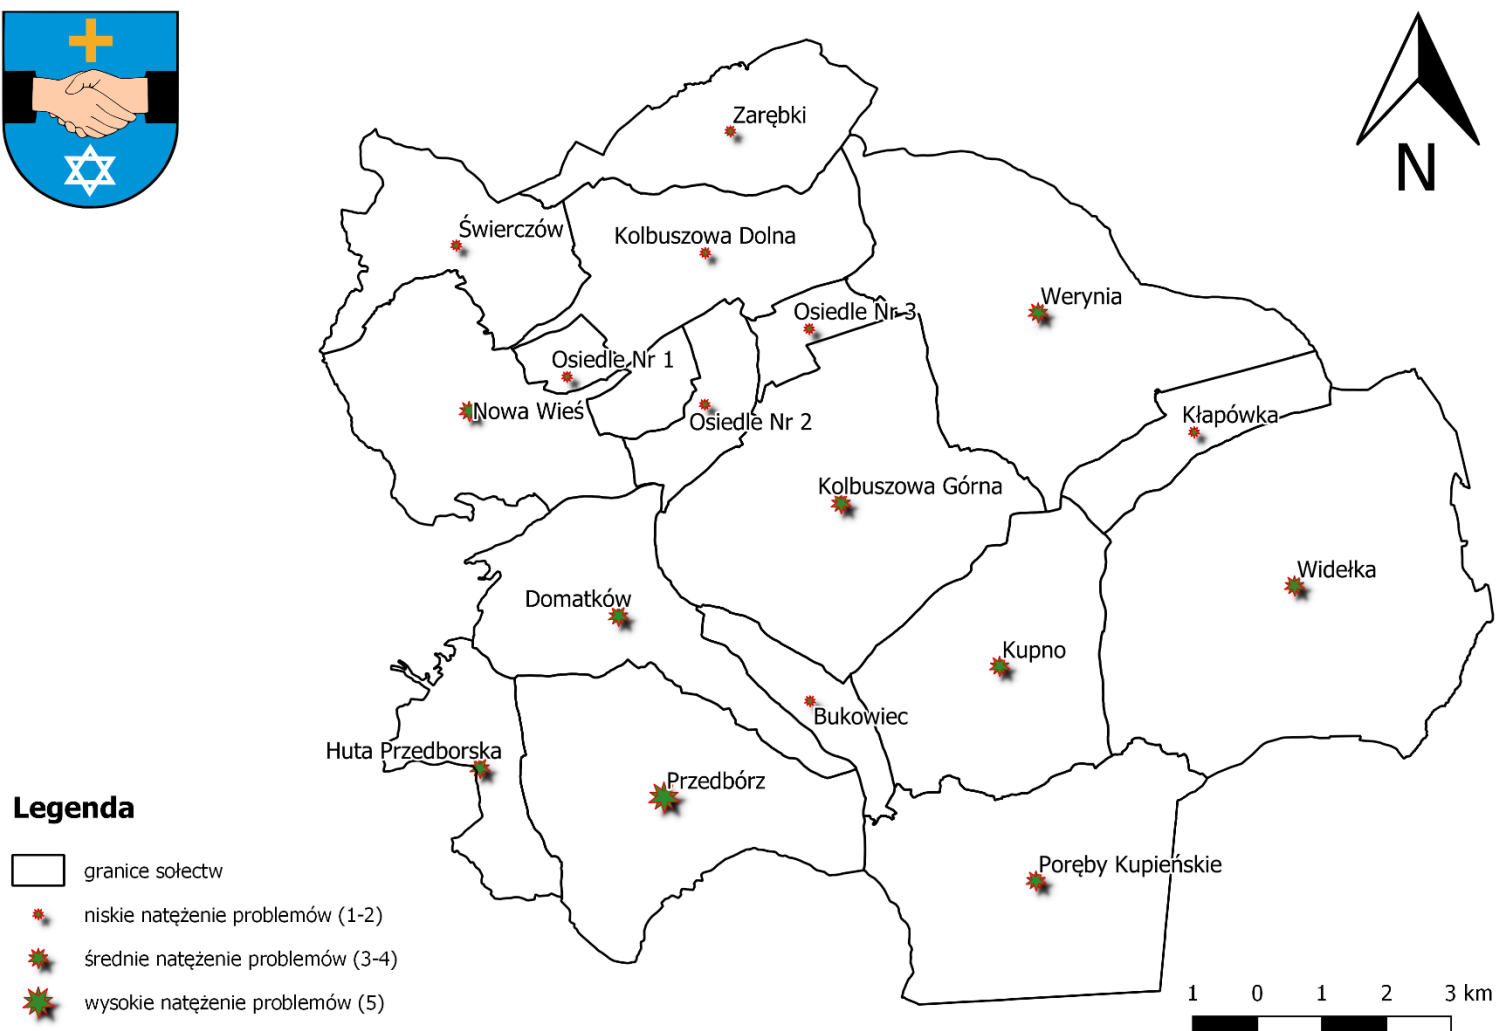 Zarębki
Świerczów
Kolbuszowa Dolna
N
Werynia
Osiedle Nr 3
Osiedle Nr 1
Nowa Wieś
Osiedle Nr 2
Kłapówka
Kolbuszowa Górna
Widełka
Domatków
Kupno
Bukowiec
Huta Przedborska
Przedbórz
Poręby Kupieńskie
Legenda
granice sołectw
niskie natężenie problemów (1-2)
średnie natężenie problemów (3-4)
wysokie natężenie problemów (5)
1 0 1 2 3 km